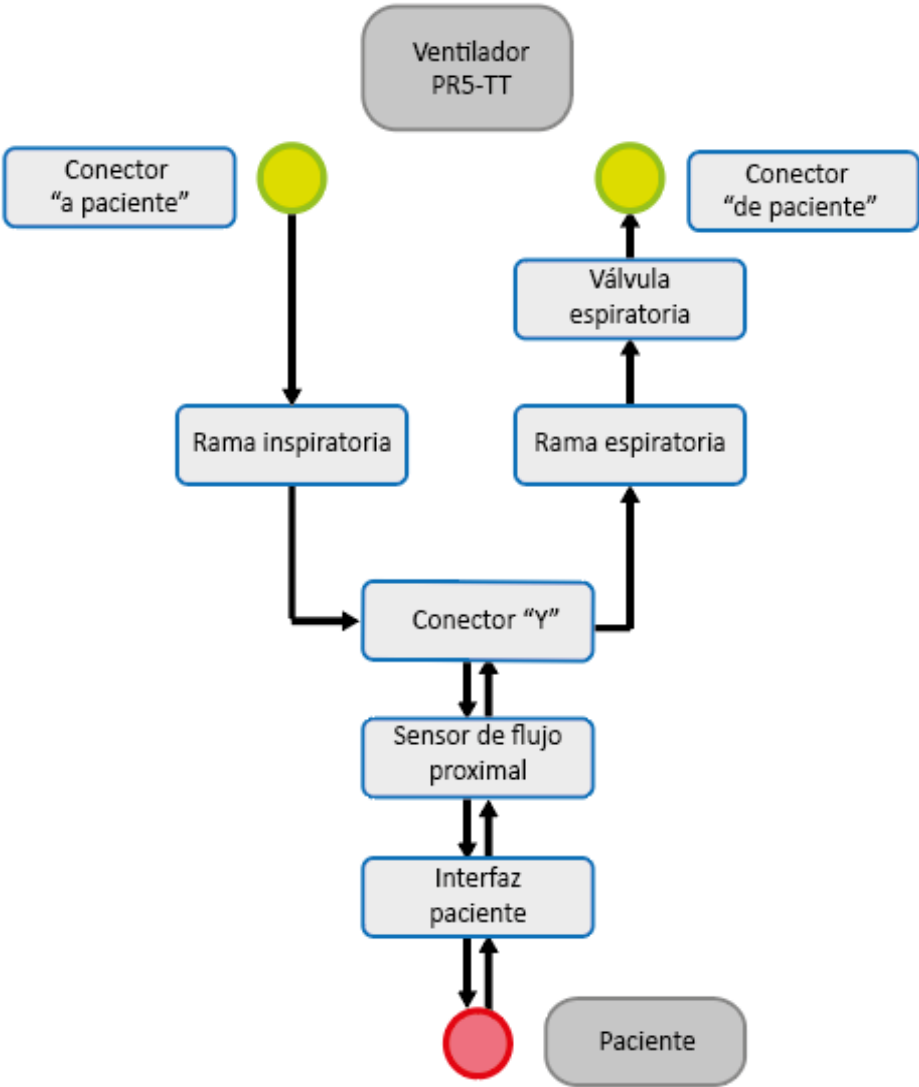 Ventilador
PR5-TT
Conector
“a paciente”
Conector
“de paciente”
Válvula
espiratoria
Rama inspiratoria
Rama espiratoria
Conector “Y”
Sensor de flujo
proximal
Interfaz
paciente
Paciente